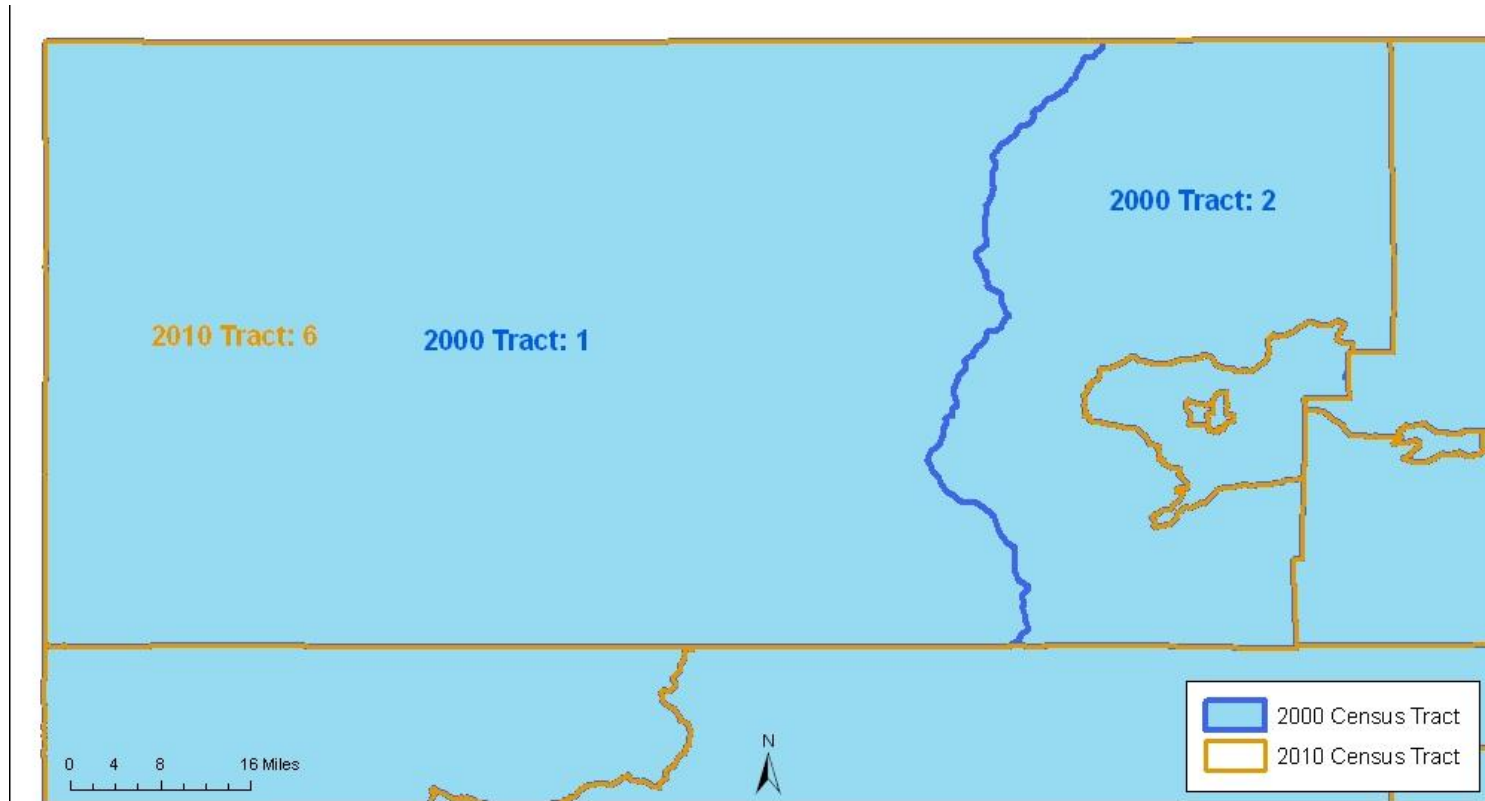 2000 Tract: 2
2010 Tract: 6
2000 Tract: 1
2000 Census Tract
2010 Census Tract
N
0 4 8 16 Miles